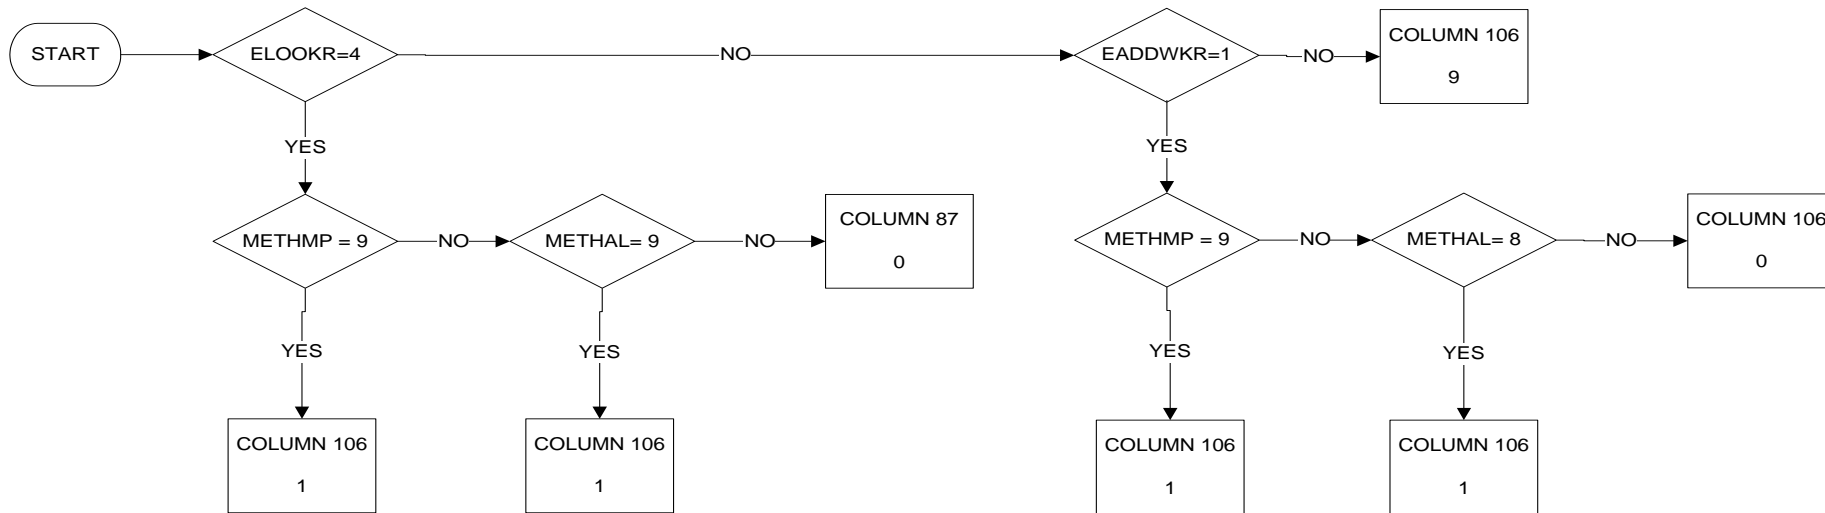 START
ELOOKR=4
NO
EADDWKR=1
NO
COLUMN 106
9
YES
YES
METHMP = 9
NO
METHAL= 9
NO
COLUMN 87
0
METHMP = 9
NO
METHAL= 8
NO
COLUMN 106
0
YES
YES
YES
YES
COLUMN 106
1
COLUMN 106
1
COLUMN 106
1
COLUMN 106
1